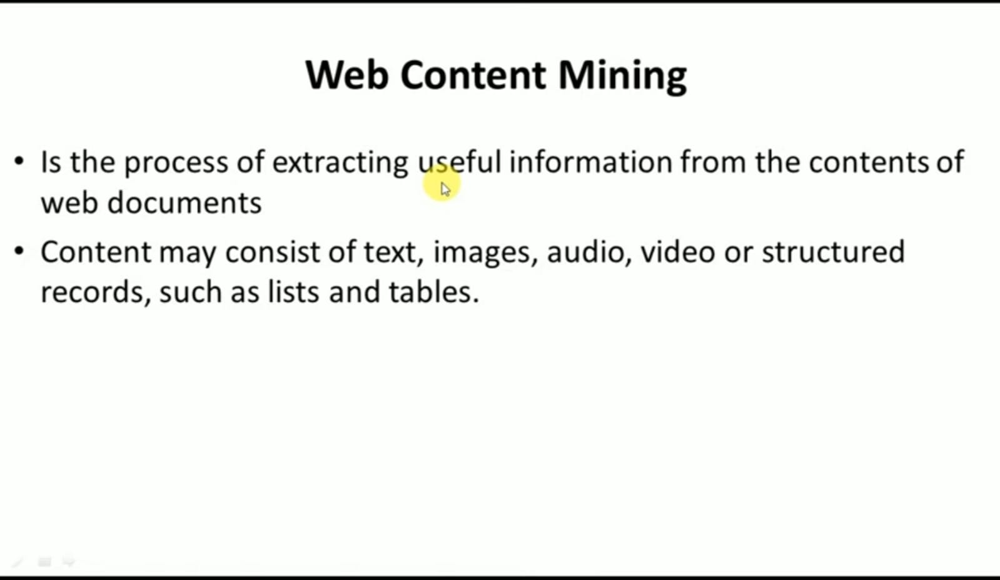 Web Content Mining
• Is the process of extracting useful information from the contents of
web documents
• Content may consist of text, images, audio, video or structured
records, such as lists and tables.